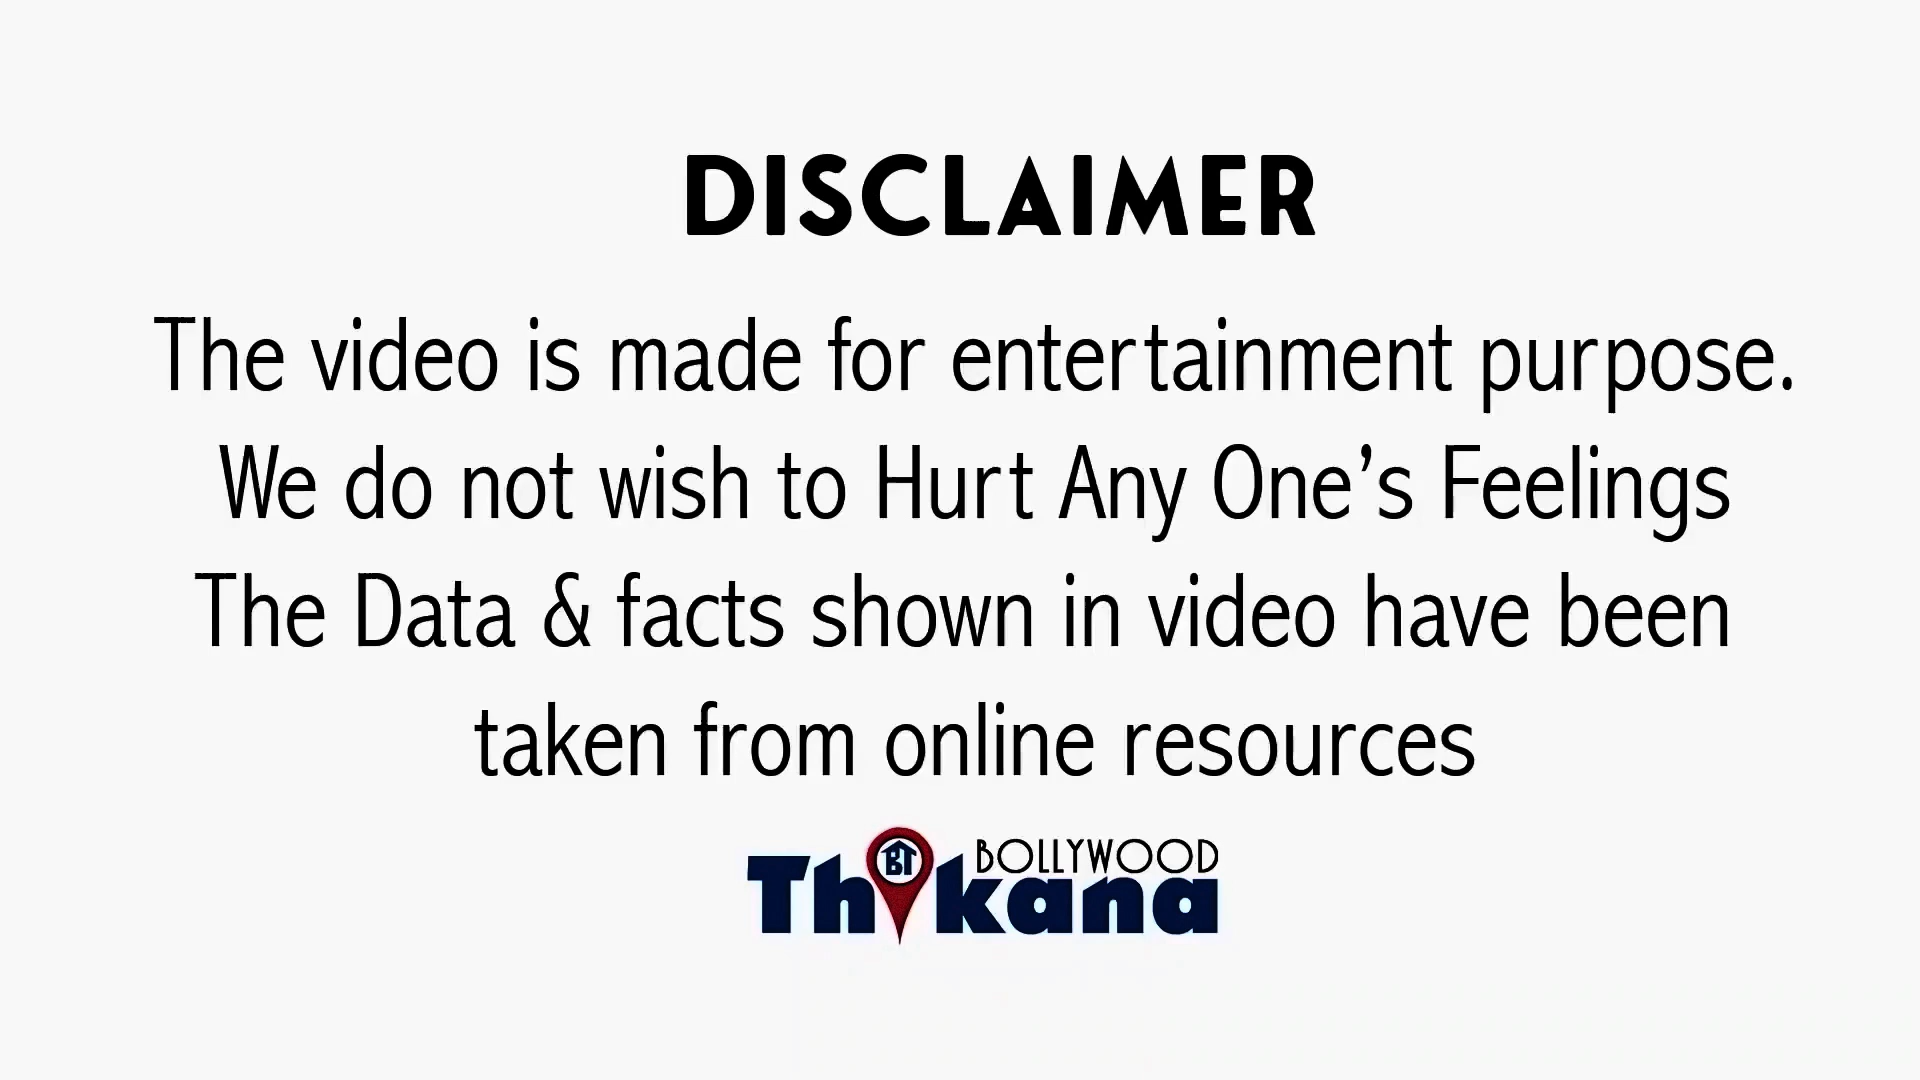 DISCLAIMER
The video is made for entertainment purpose.
We do not wish to Hurt Any One’s Feelings
The Data & facts shown in video have been
taken from online resources
BOLLYWOOD
Thikana
BT